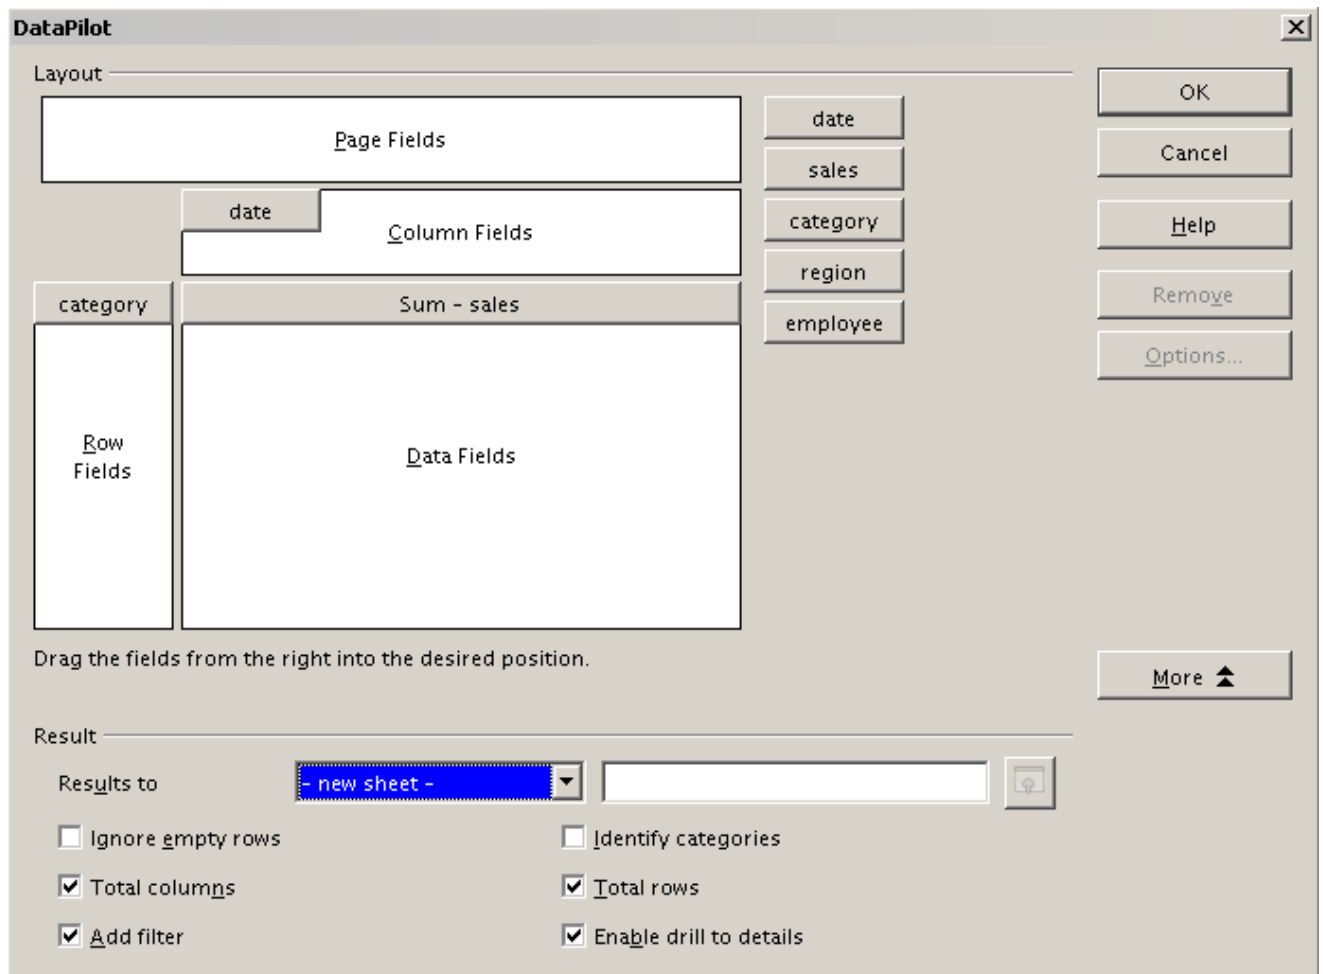 DataPilot
Layout
Page Fields
date
Column Fields
category
Sum - sales
Row
Fields
Data Fields
date
sales
category
region
employee
OK
Cancel
Help
Remove
Options...
Drag the fields from the right into the desired position.
More
Result
Results to
- new sheet -
Ignore empty rows
Identify categories
Total columns
Total rows
Add filter
Enable drill to details